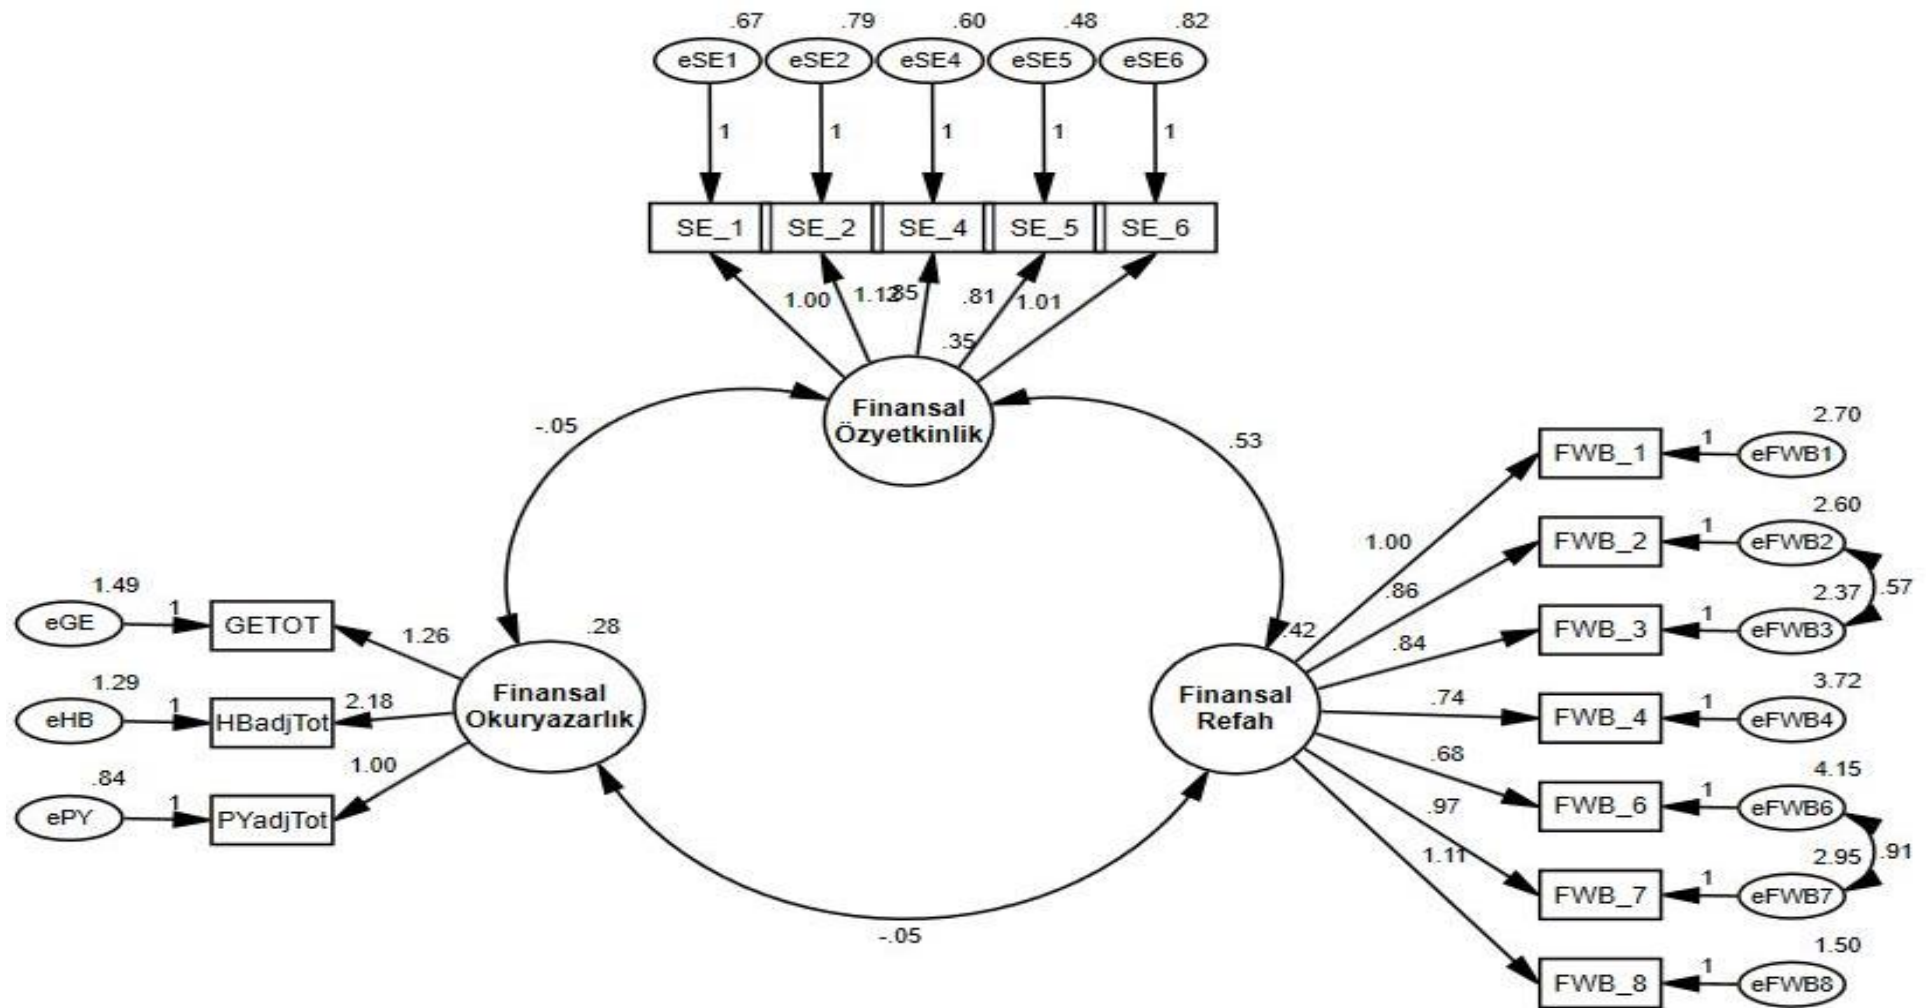 .67 .79 .60 .48 .82
eSE1 eSE2 eSE4 eSE5 eSE6
1 1 1 1 1
SE_1 SE_2 SE_4 SE_5 SE_6
1.00 1.12 .85 .81 1.01
.35
Finansal
Özyetkinlik
-.05
.53
1.49
eGE 1 GETOT
1.26
.28
1.29
eHB 1 HBadjTot
2.18
.84
ePY 1 PYadjTot
1.00
Finansal
Okuryazarlık
-.05
Finansal
Refah
2.70
1.00 FWB_1 1 eFWB1
2.60
.86 FWB_2 1 eFWB2
.57
2.37
.84 FWB_3 1 eFWB3
3.72
.74 FWB_4 1 eFWB4
4.15
.68 FWB_6 1 eFWB6
.91
2.95
.97 FWB_7 1 eFWB7
1.50
1.11 FWB_8 1 eFWB8